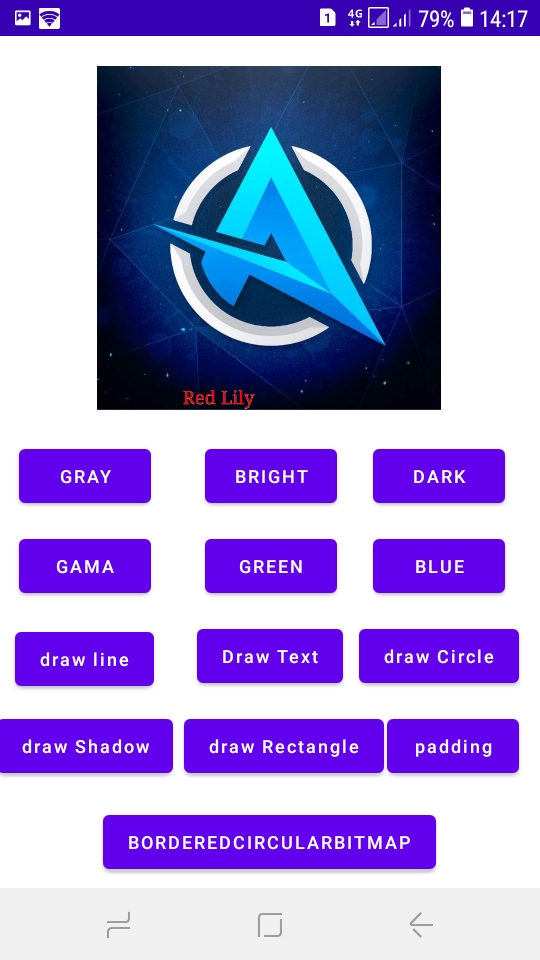 1 4G 79% 14:17
Red Lily
GRAY BRIGHT DARK
GAMA GREEN BLUE
draw line Draw Text draw Circle
draw Shadow draw Rectangle padding
BORDEREDCIRCULARBITMAP